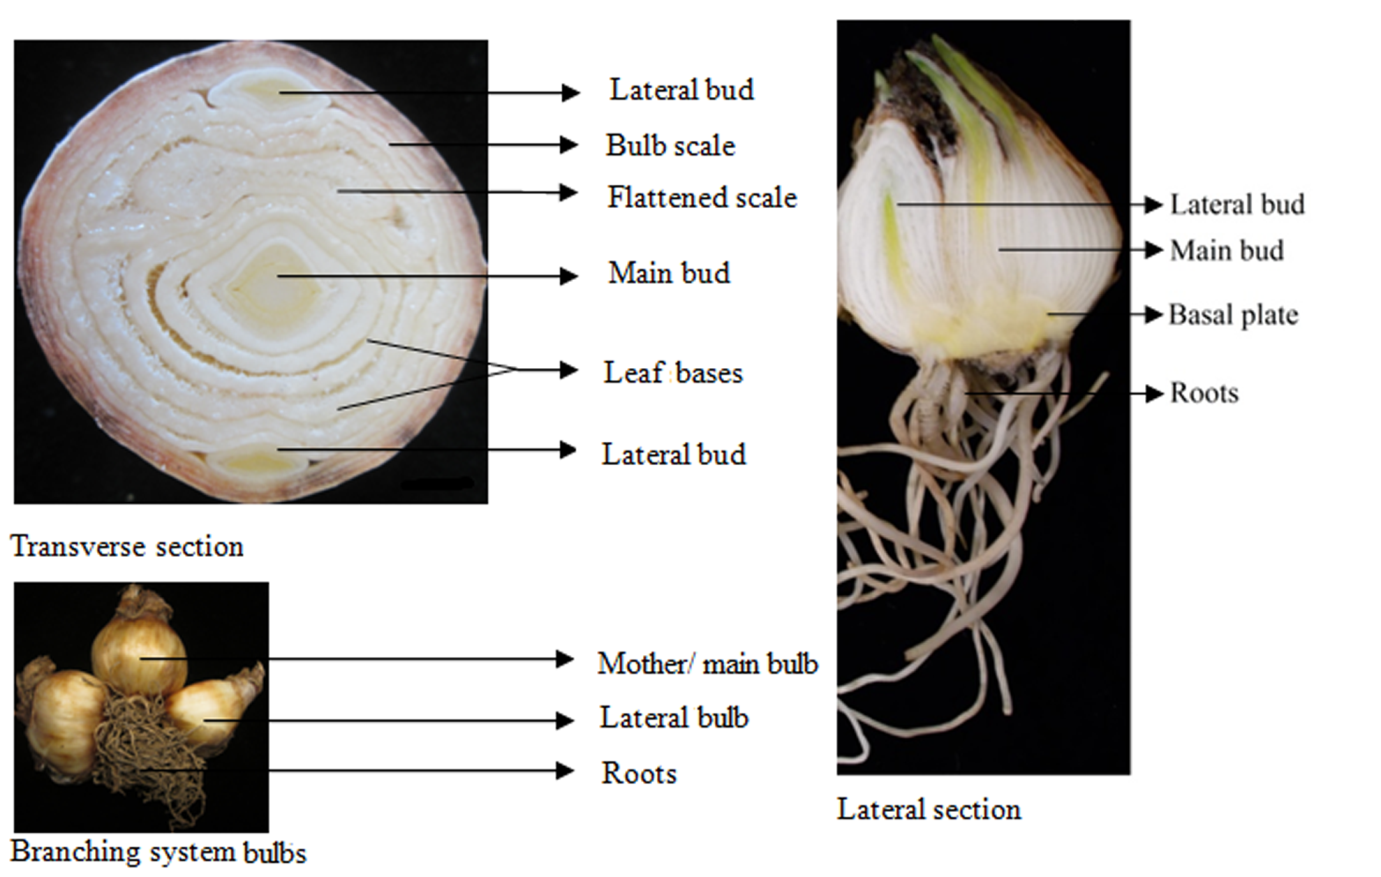 Lateral bud
Bulb scale
Flattened scale
Main bud
Leaf bases
Lateral bud
Transverse section
Mother/ main bulb
Lateral bulb
Roots
Branching system bulbs
Lateral bud
Main bud
Basal plate
Roots
Lateral section